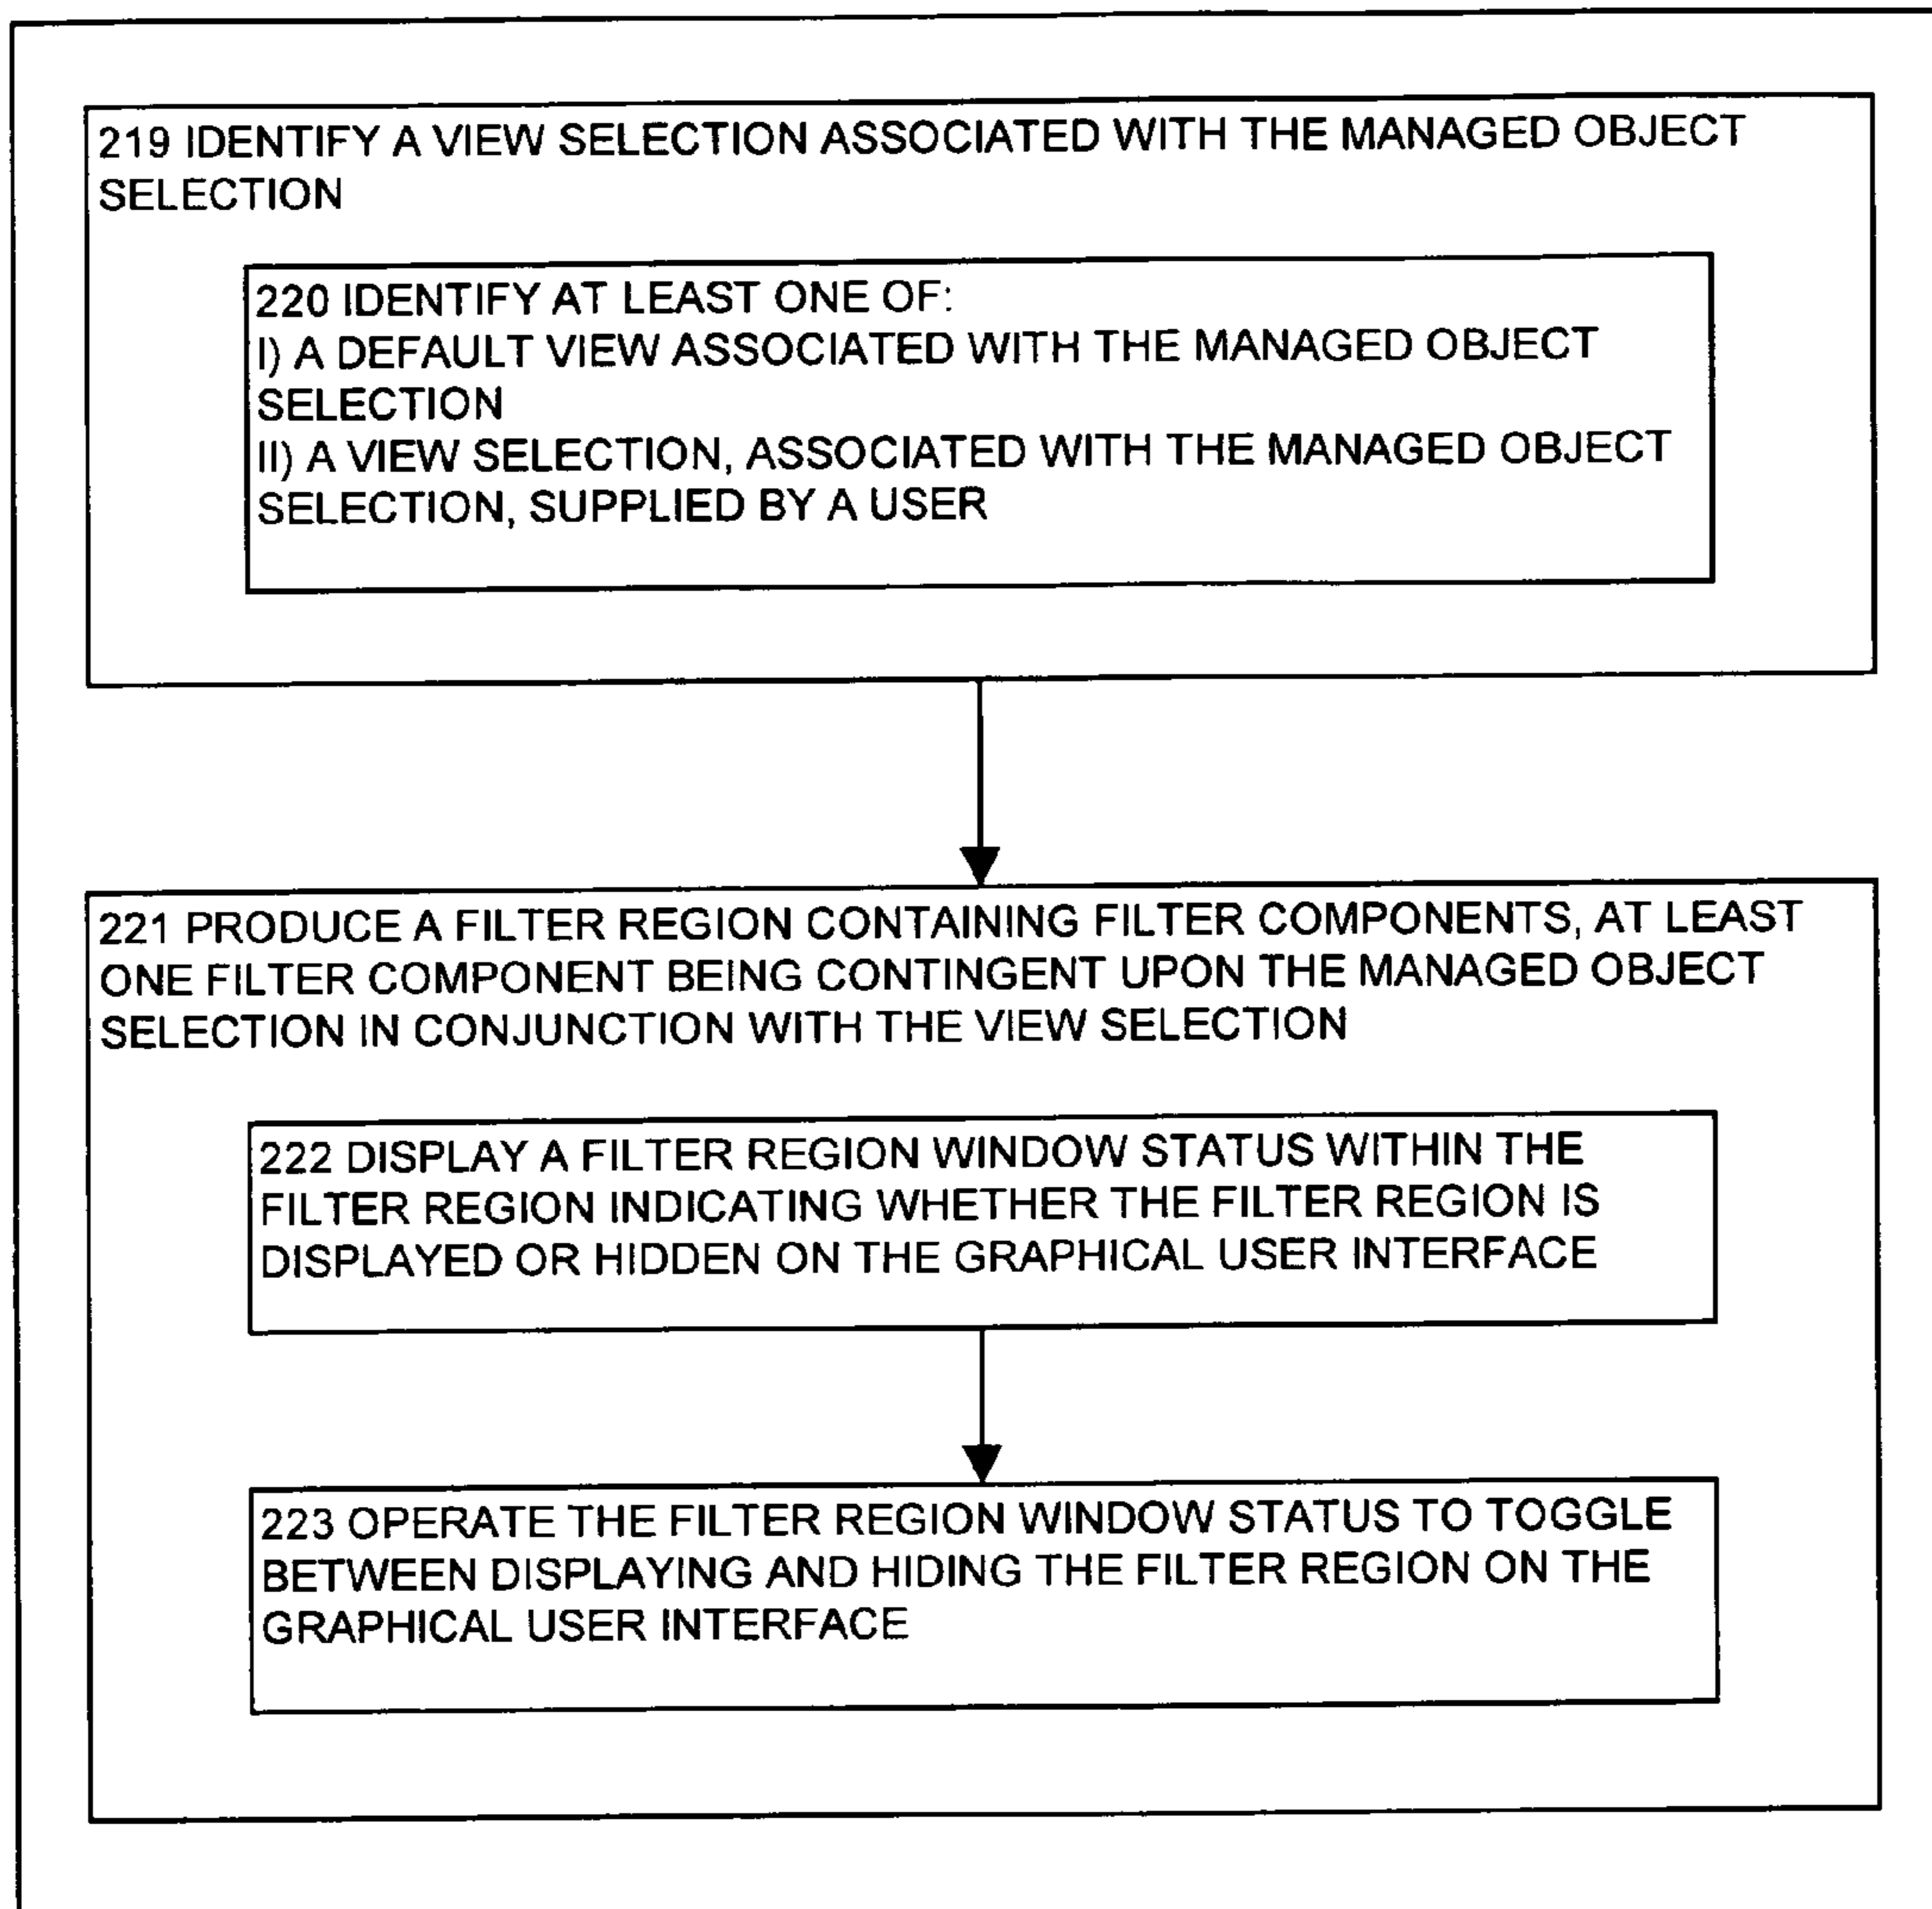 219 IDENTIFY A VIEW SELECTION ASSOCIATED WITH THE MANAGED OBJECT
SELECTION
220 IDENTIFY AT LEAST ONE OF:
I) A DEFAULT VIEW ASSOCIATED WITH THE MANAGED OBJECT
SELECTION
II) A VIEW SELECTION, ASSOCIATED WITH THE MANAGED OBJECT
SELECTION, SUPPLIED BY A USER
221 PRODUCE A FILTER REGION CONTAINING FILTER COMPONENTS, AT LEAST
ONE FILTER COMPONENT BEING CONTINGENT UPON THE MANAGED OBJECT
SELECTION IN CONJUNCTION WITH THE VIEW SELECTION
222 DISPLAY A FILTER REGION WINDOW STATUS WITHIN THE
FILTER REGION INDICATING WHETHER THE FILTER REGION IS
DISPLAYED OR HIDDEN ON THE GRAPHICAL USER INTERFACE
223 OPERATE THE FILTER REGION WINDOW STATUS TO TOGGLE
BETWEEN DISPLAYING AND HIDING THE FILTER REGION ON THE
GRAPHICAL USER INTERFACE